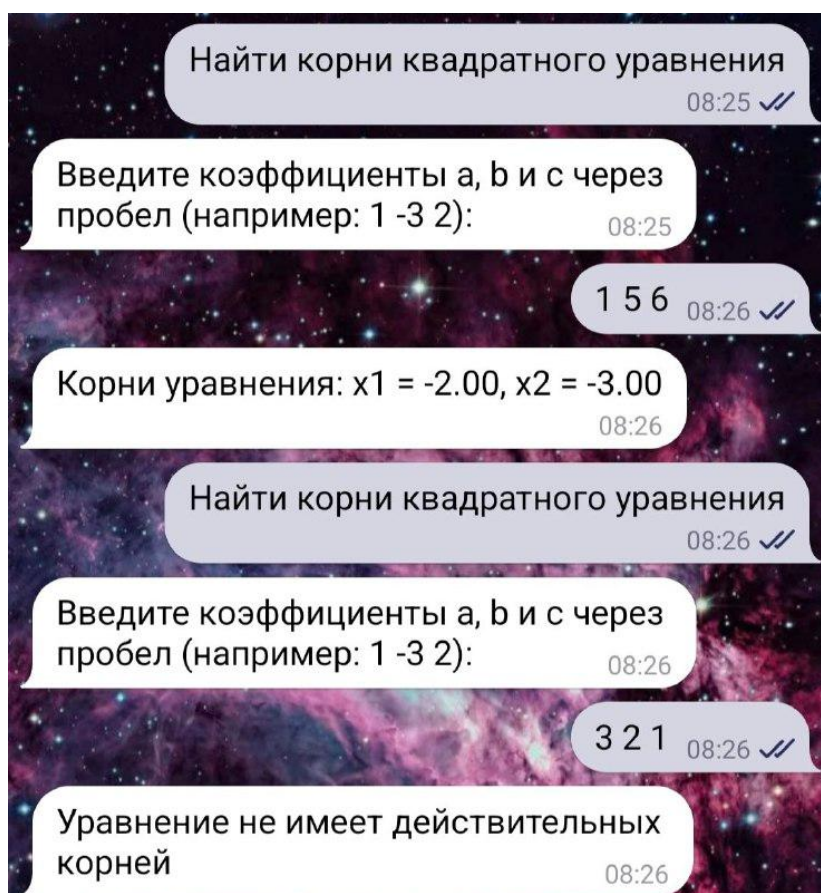 Найти корни квадратного уравнения
08:25
Введите коэффициенты a, b и c через
пробел (например: 1 -3 2):
08:25
1 5 6 08:26
Корни уравнения: x1 = -2.00, x2 = -3.00
08:26
Найти корни квадратного уравнения
08:26
Введите коэффициенты a, b и c через
пробел (например: 1 -3 2):
08:26
3 2 1 08:26
Уравнение не имеет действительных
корней
08:26